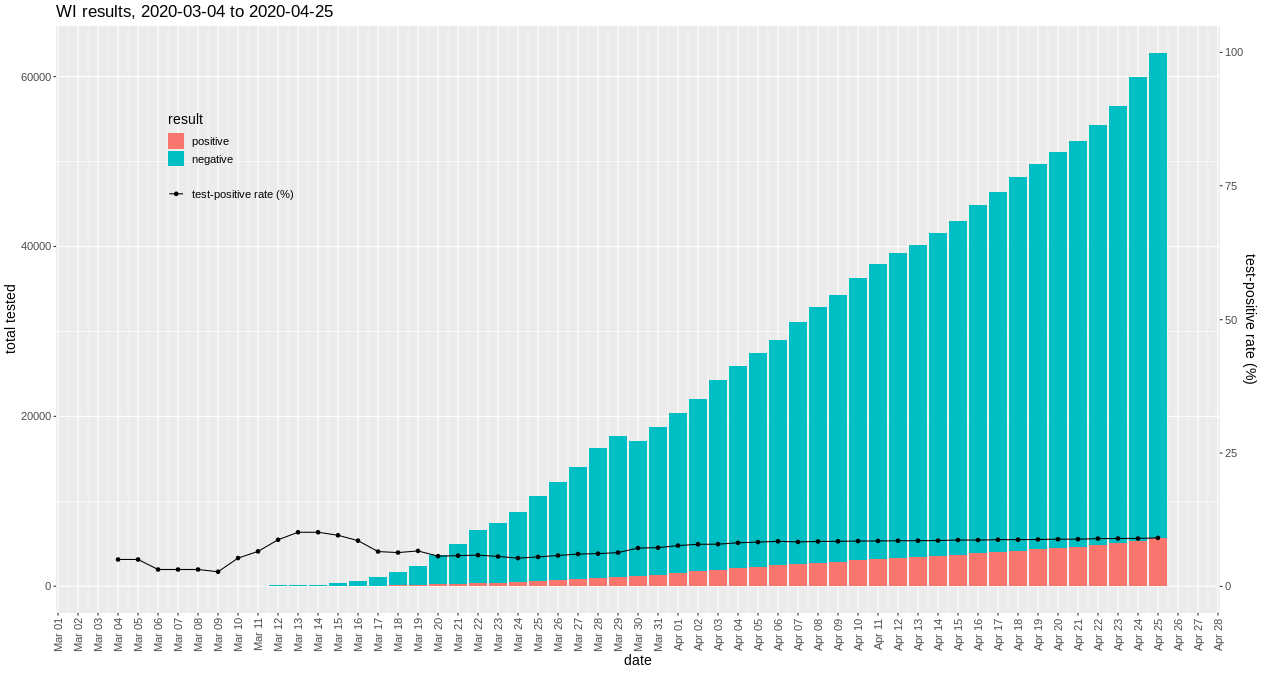 WI results, 2020-03-04 to 2020-04-25
total tested
60000
40000
20000
0
result
positive
negative
test-positive rate (%)
100
75
50
25
0
test-positive rate (%)
Mar 01
Mar 02
Mar 03
Mar 04
Mar 05
Mar 06
Mar 07
Mar 08
Mar 09
Mar 10
Mar 11
Mar 12
Mar 13
Mar 14
Mar 15
Mar 16
Mar 17
Mar 18
Mar 19
Mar 20
Mar 21
Mar 22
Mar 23
Mar 24
Mar 25
Mar 26
Mar 27
Mar 28
Mar 29
Mar 30
Mar 31
Apr 01
Apr 02
Apr 03
Apr 04
Apr 05
Apr 06
Apr 07
Apr 08
Apr 09
Apr 10
Apr 11
Apr 12
Apr 13
Apr 14
Apr 15
Apr 16
Apr 17
Apr 18
Apr 19
Apr 20
Apr 21
Apr 22
Apr 23
Apr 24
Apr 25
Apr 26
Apr 27
Apr 28
date